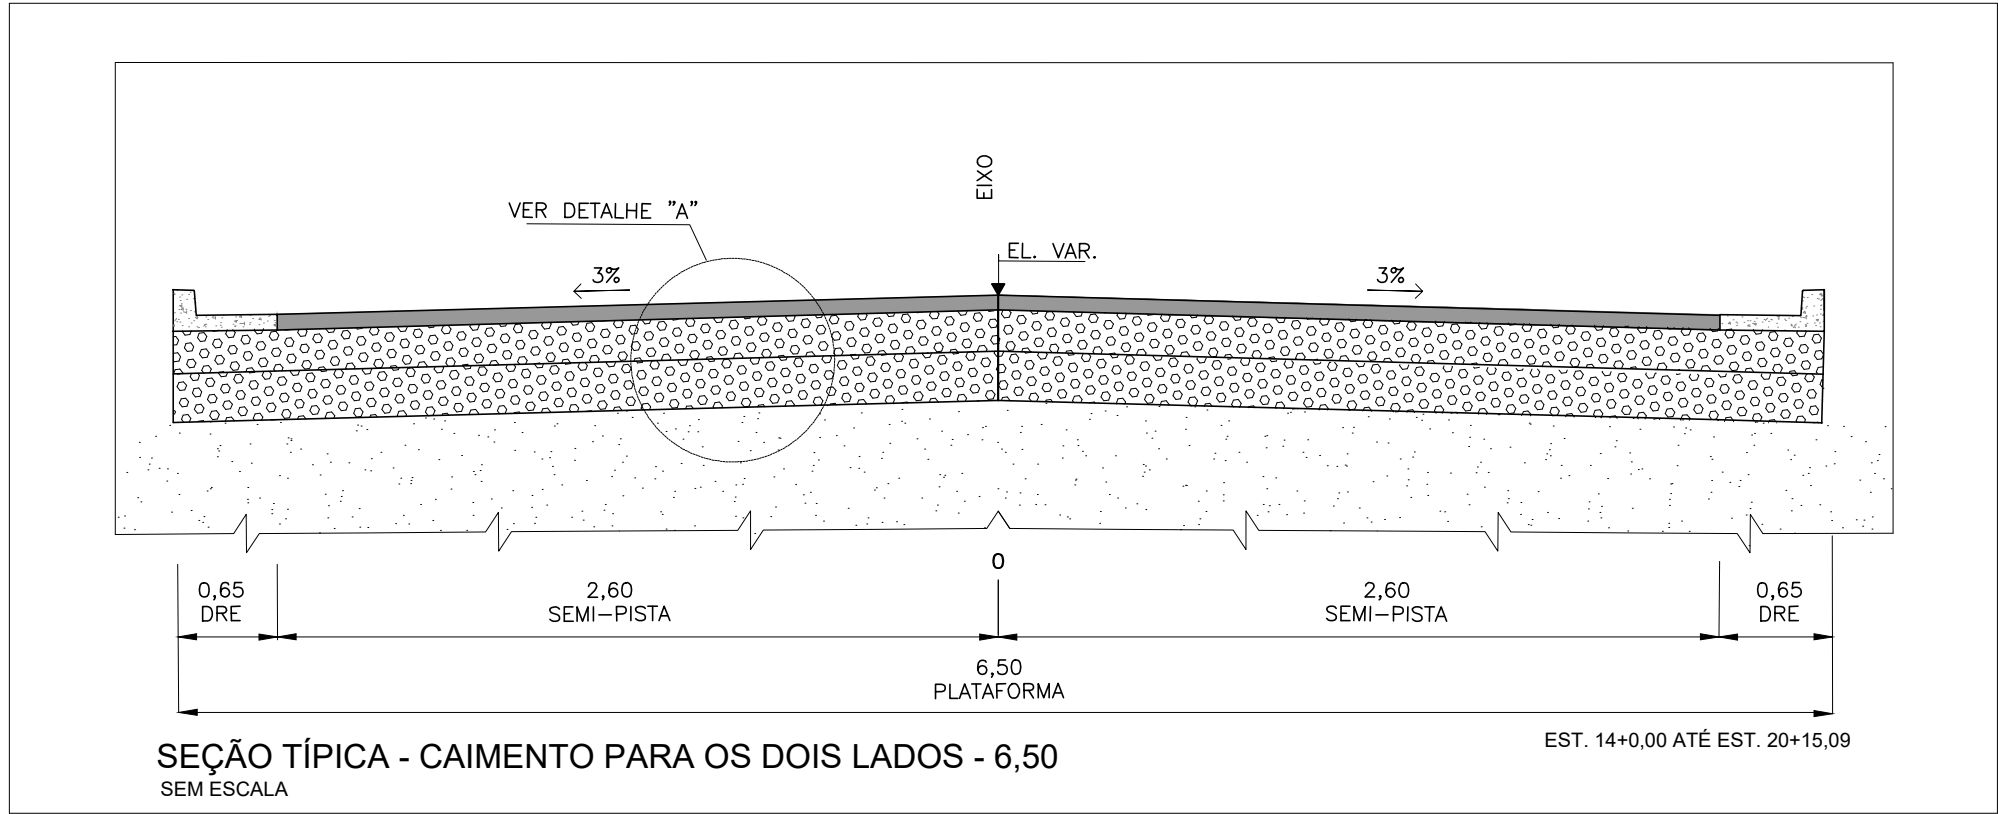 EIXO
VER DETALHE "A"
EL. VAR.
3%
3%
0
0,65
DRE
2,60
SEMI-PISTA
2,60
SEMI-PISTA
0,65
DRE
6,50
PLATAFORMA
SEÇÃO TÍPICA - CAIMENTO PARA OS DOIS LADOS - 6,50
SEM ESCALA
EST. 14+0,00 ATÉ EST. 20+15,09